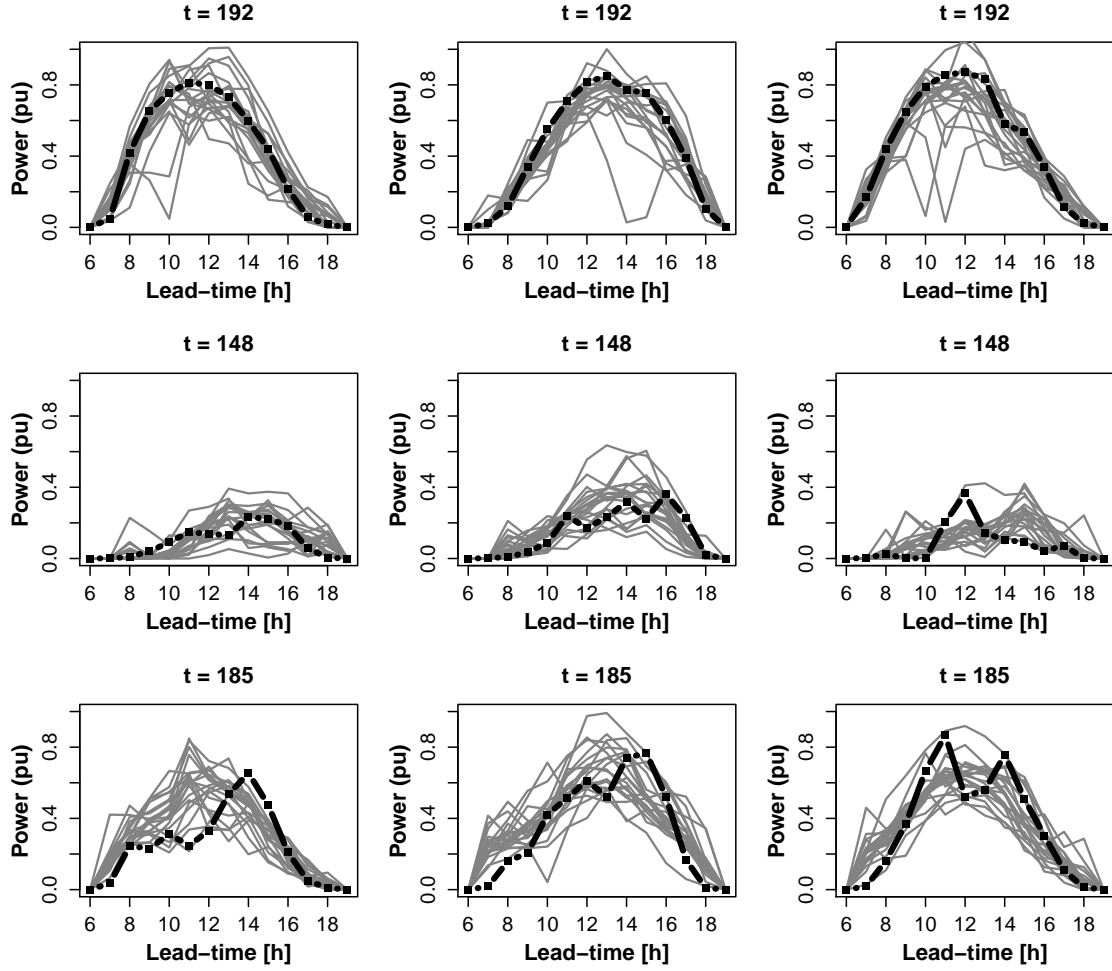 t = 192 t = 192 t = 192
Power (pu) 0.0 0.4 0.8 Power (pu) 0.0 0.4 0.8 Power (pu) 0.0 0.4 0.8
6 8 10 12 14 16 18 6 8 10 12 14 16 18 6 8 10 12 14 16 18
Lead−time [h] Lead−time [h] Lead−time [h]
t = 148 t = 148 t = 148
Power (pu) 0.0 0.4 0.8 Power (pu) 0.0 0.4 0.8 Power (pu) 0.0 0.4 0.8
6 8 10 12 14 16 18 6 8 10 12 14 16 18 6 8 10 12 14 16 18
Lead−time [h] Lead−time [h] Lead−time [h]
t = 185 t = 185 t = 185
Power (pu) 0.0 0.4 0.8 Power (pu) 0.0 0.4 0.8 Power (pu) 0.0 0.4 0.8
6 8 10 12 14 16 18 6 8 10 12 14 16 18 6 8 10 12 14 16 18
Lead−time [h] Lead−time [h] Lead−time [h]